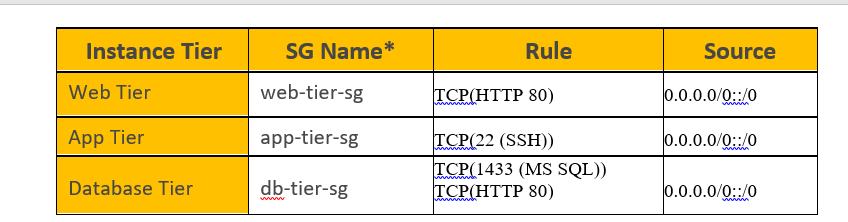 Instance Tier SG Name* Rule Source
Web Tier web-tier-sg TCP(HTTP 80) 0.0.0.0/0::/0
App Tier app-tier-sg TCP(22 (SSH)) 0.0.0.0/0::/0
TCP(1433 (MS SQL))
Database Tier db-tier-sg TCP(HTTP 80) 0.0.0.0/0::/0